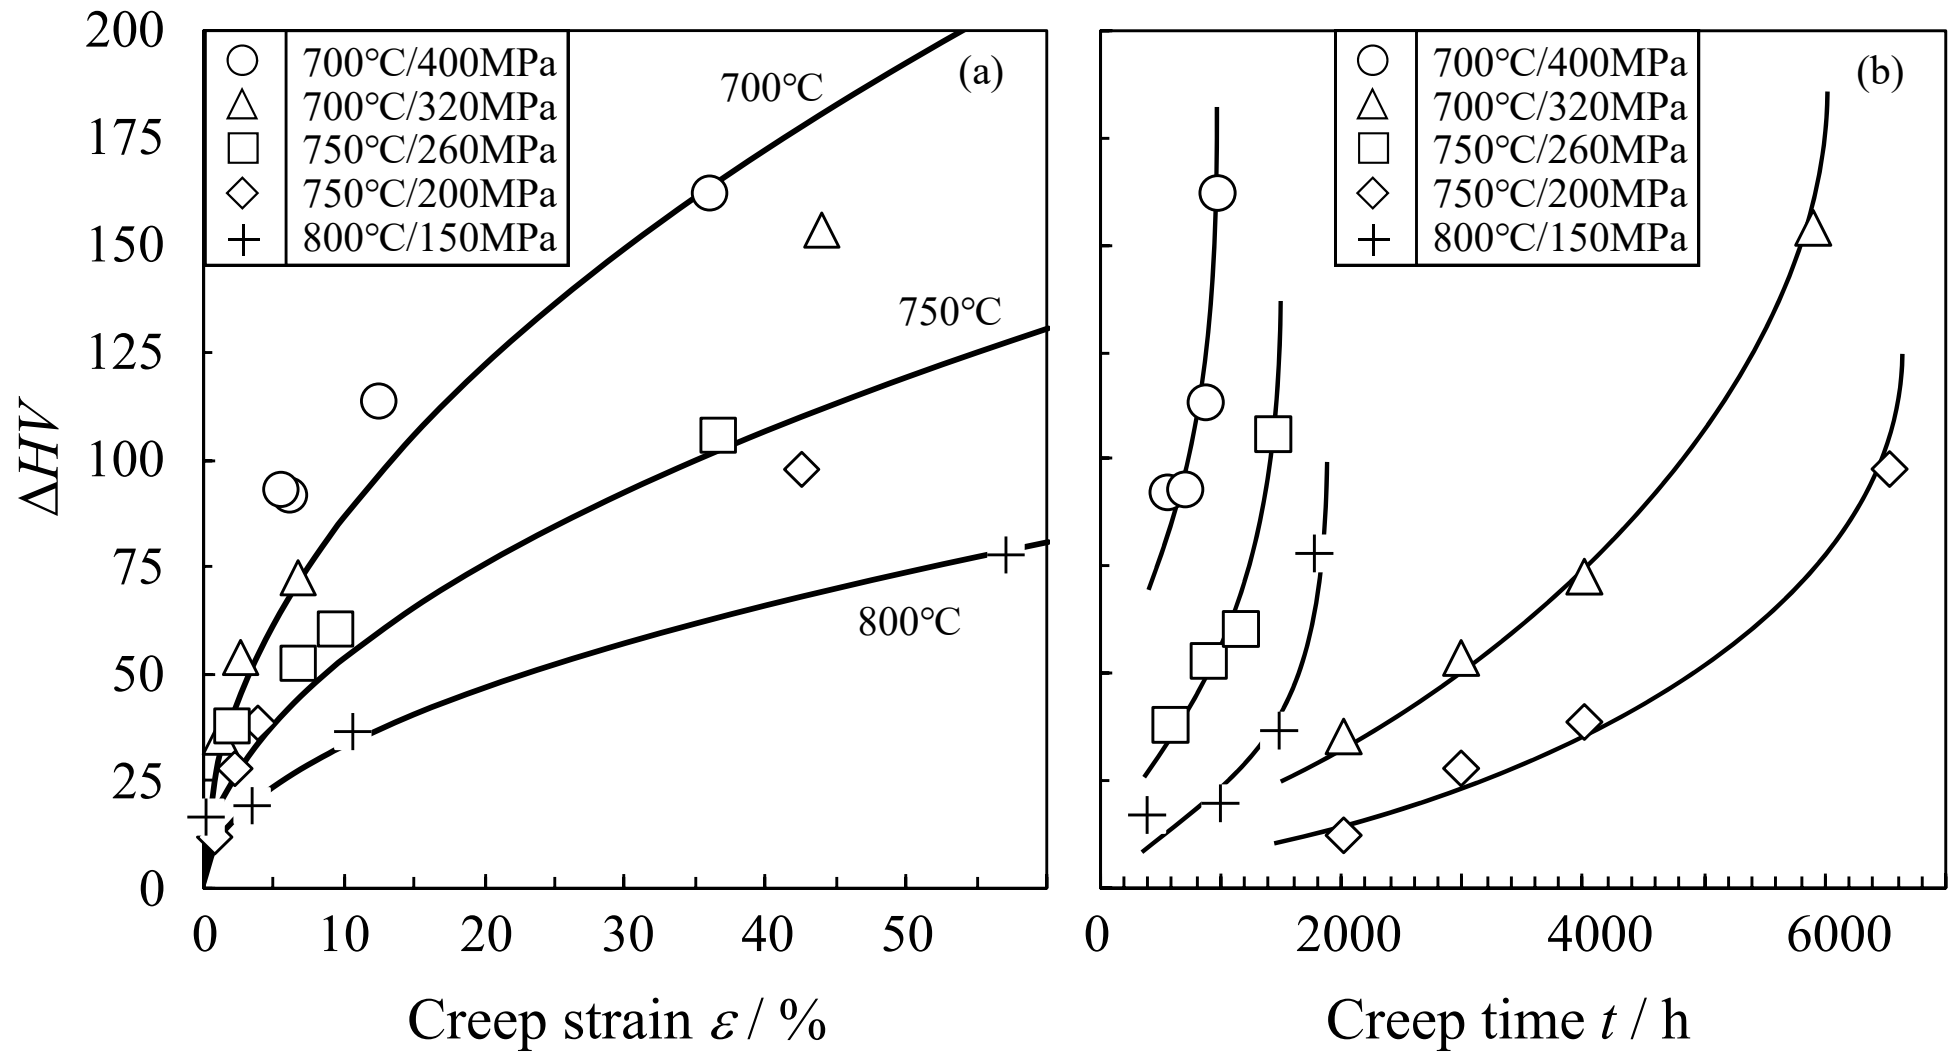 200
175
150
125
100
75
50
25
0
ΔHV
700℃/400MPa
700℃/320MPa
750℃/260MPa
750℃/200MPa
800℃/150MPa
(a)
700℃
750℃
800℃
0 10 20 30 40 50
Creep strain ε / %
700℃/400MPa
700℃/320MPa
750℃/260MPa
750℃/200MPa
800℃/150MPa
(b)
0 2000 4000 6000
Creep time t / h